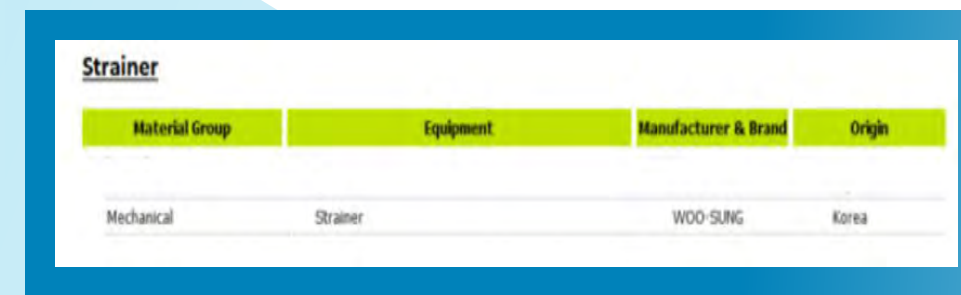 Strainer
Material Group Equipment Manufacturer & Brand Origin
Mechanical Strainer WOO-SUNG Korea